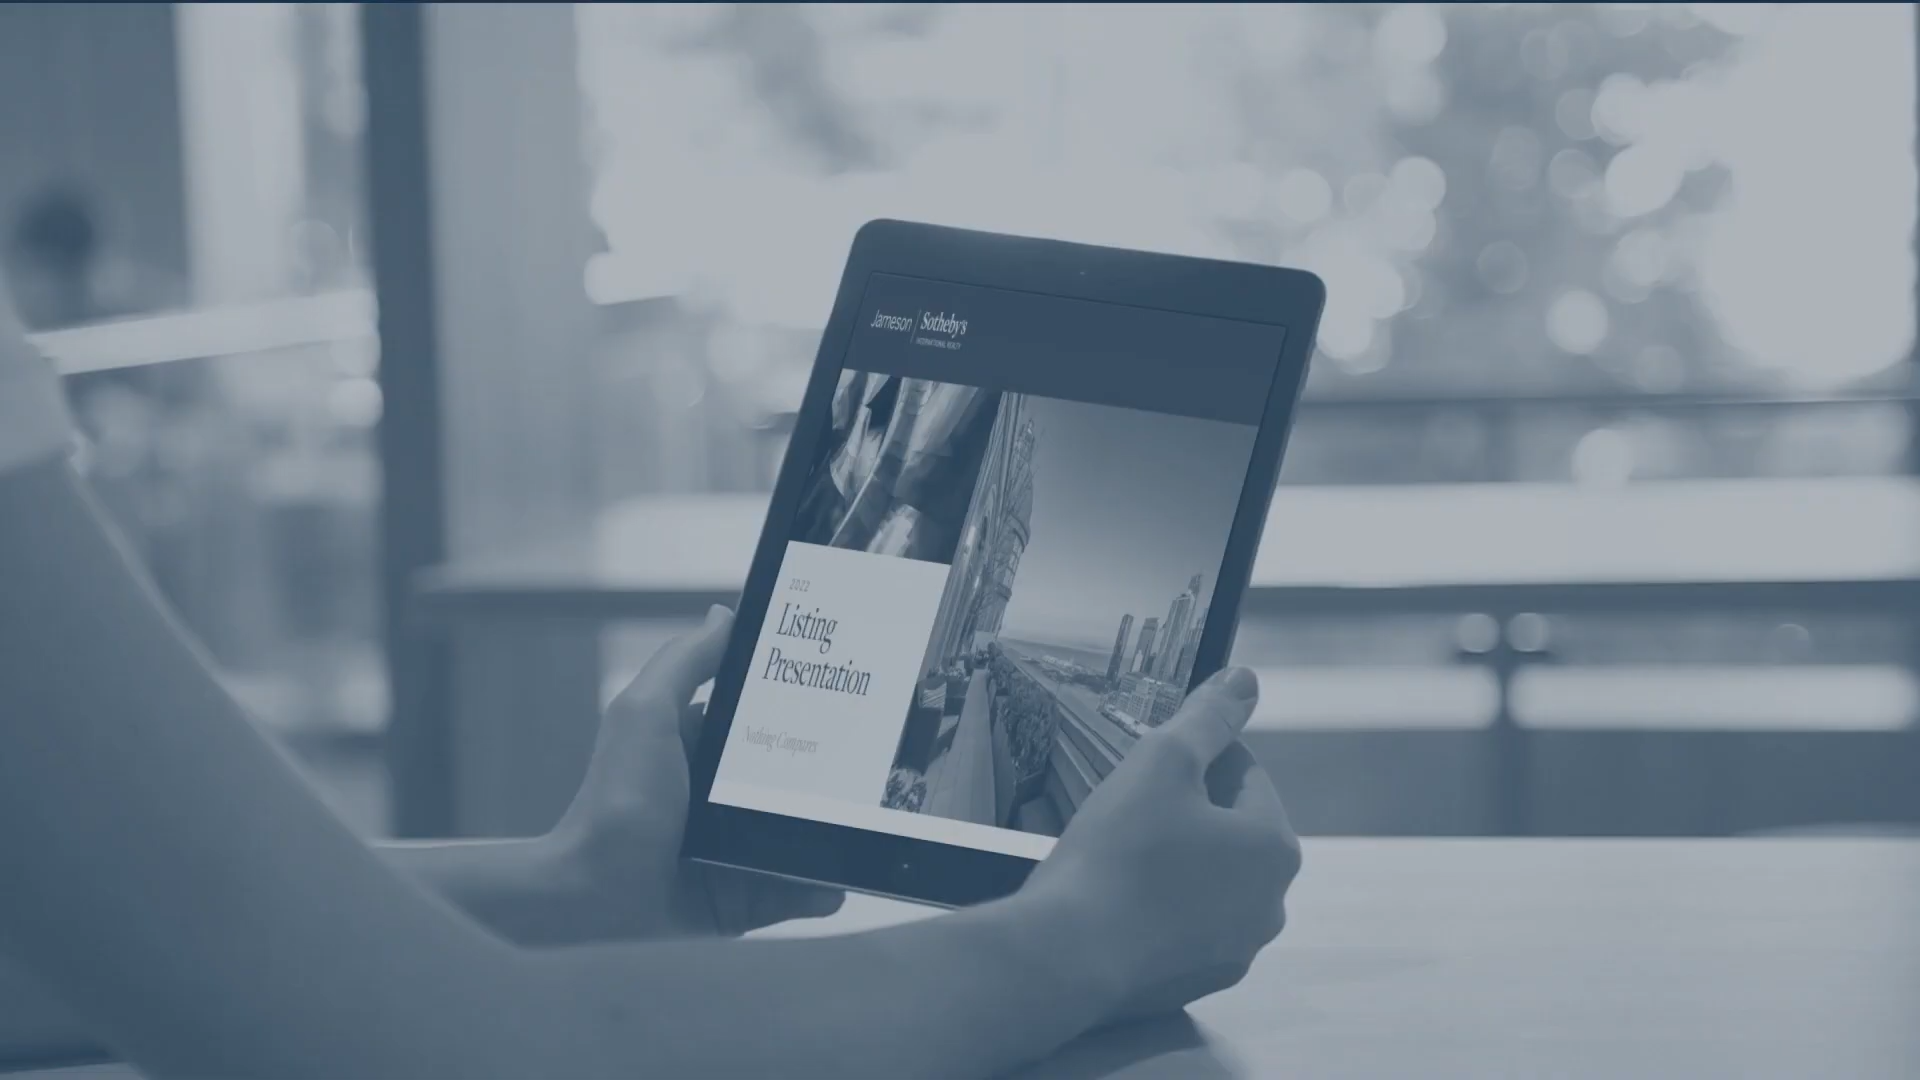 Jameson | Sotheby's
INTERNATIONAL REALTY
2022
Listing
Presentation
Nothing Compares